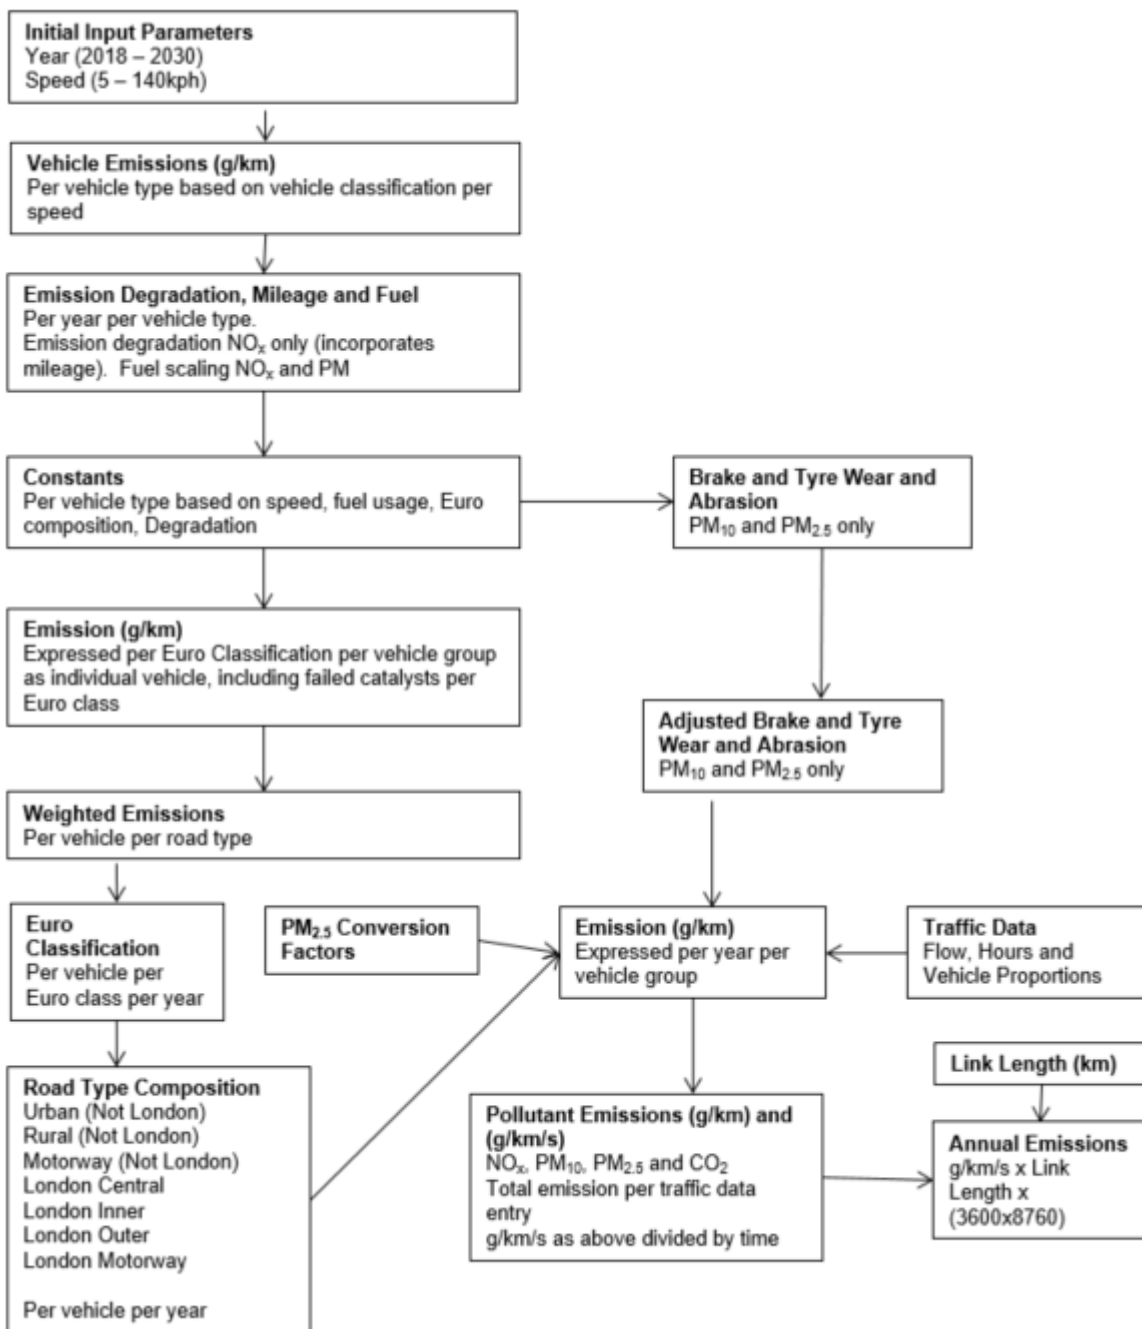 Initial Input Parameters
Year (2018 – 2030)
Speed (5 – 140kph)
Vehicle Emissions (g/km)
Per vehicle type based on vehicle classification per
speed
Emission Degradation, Mileage and Fuel
Per year per vehicle type.
Emission degradation NOx only (incorporates
mileage).  Fuel scaling NOx and PM
Constants
Per vehicle type based on speed, fuel usage, Euro
composition, Degradation
Brake and Tyre Wear and
Abrasion
PM10 and PM2.5 only
Emission (g/km)
Expressed per Euro Classification per vehicle group
as individual vehicle, including failed catalysts per
Euro class
Adjusted Brake and Tyre
Wear and Abrasion
PM10 and PM2.5 only
Weighted Emissions
Per vehicle per road type
Euro
Classification
Per vehicle per
Euro class per year
PM2.5 Conversion
Factors
Emission (g/km)
Expressed per year per
vehicle group
Traffic Data
Flow, Hours and
Vehicle Proportions
Road Type Composition
Urban (Not London)
Rural (Not London)
Motorway (Not London)
London Central
London Inner
London Outer
London Motorway
Per vehicle per year
Pollutant Emissions (g/km) and
(g/km/s)
NOx, PM10, PM2.5 and CO2
Total emission per traffic data
entry
g/km/s as above divided by time
Link Length (km)
Annual Emissions
g/km/s x Link
Length x
(3600x8760)